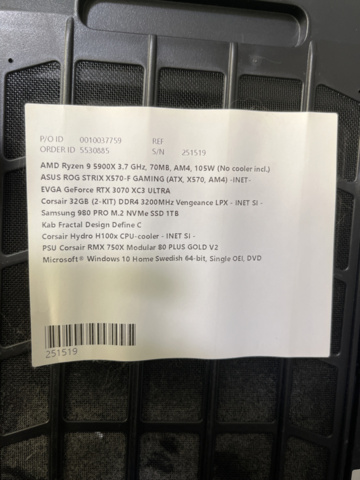 P/O ID 0010037759 REF
ORDER ID 5530885 S/N 251519
AMD Ryzen 9 5900X 3.7 GHz, 70MB, AM4, 105W (No cooler incl.)
ASUS ROG STRIX X570-F GAMING (ATX, X570, AM4) -INET-
EVGA GeForce RTX 3070 XC3 ULTRA
Corsair 32GB (2-KIT) DDR4 3200MHz Vengeance LPX - INET SI -
Samsung 980 PRO M.2 NVMe SSD 1TB
Kab Fractal Design Define C
Corsair Hydro H100x CPU-cooler - INET SI -
PSU Corsair RMX 750X Modular 80 PLUS GOLD V2
Microsoft® Windows 10 Home Swedish 64-bit, Single OEI, DVD
251519